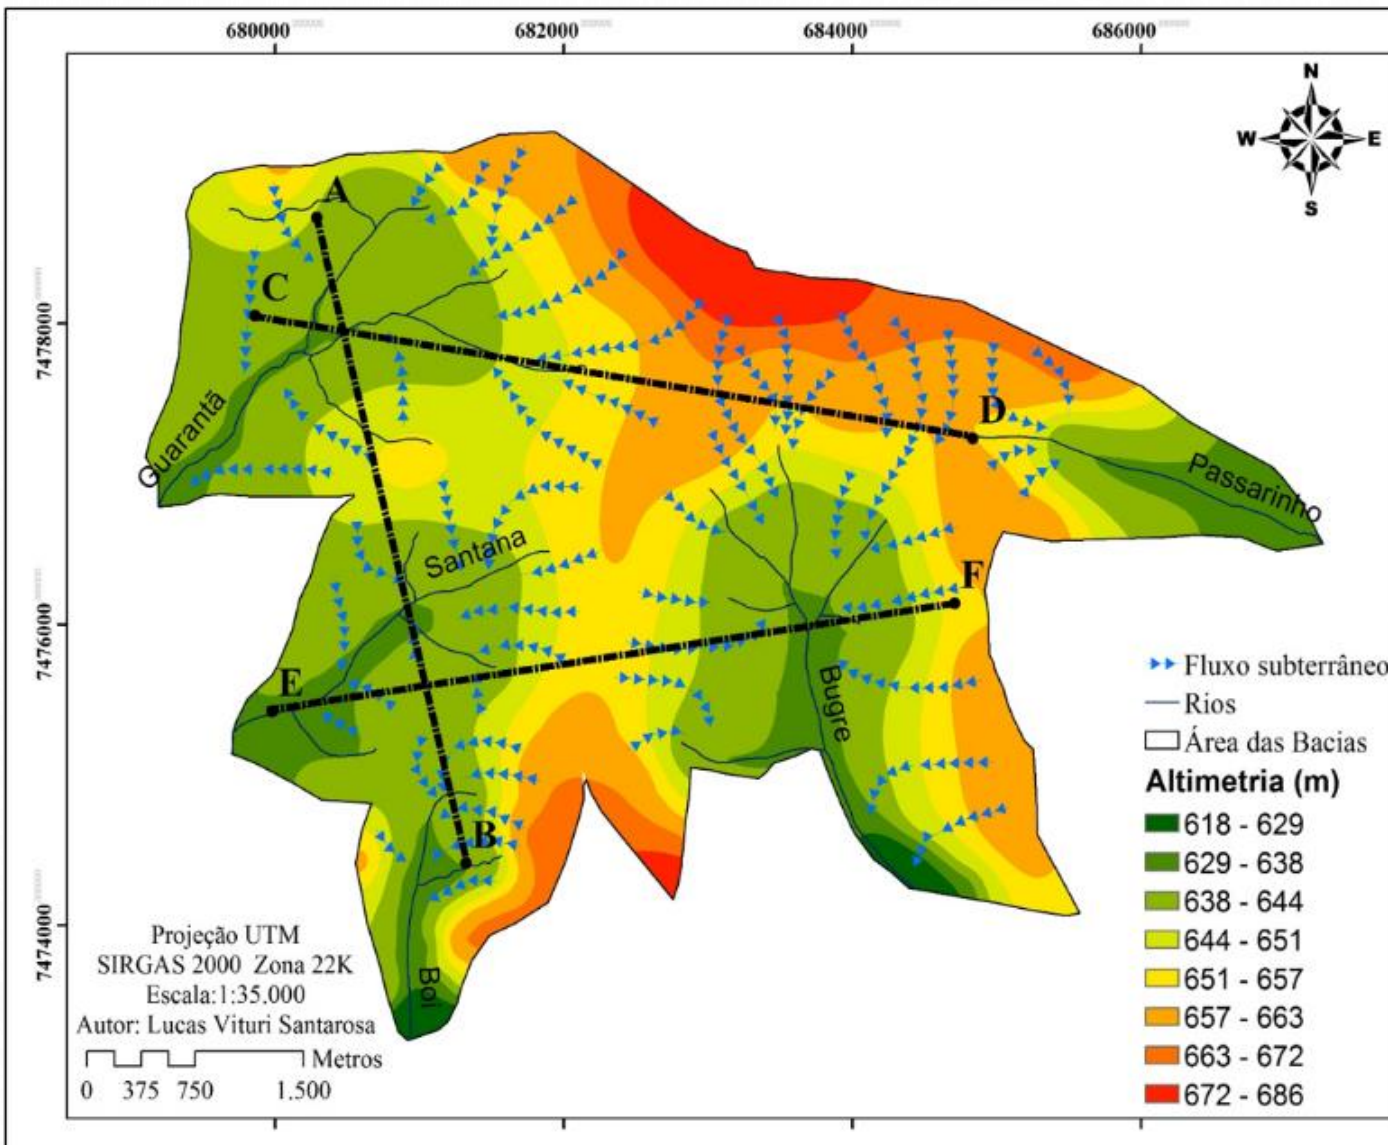 680000 682000 684000 686000
N
W E
S
A
C
7478000
D
Guarantã
Passarinho
Santana
F
7476000
E
Bugre
B
7474000
Boi
Fluxo subterrâneo
Rios
Área das Bacias
Altimetria (m)
618 - 629
629 - 638
638 - 644
644 - 651
651 - 657
657 - 663
663 - 672
672 - 686
Projeção UTM
SIRGAS 2000 Zona 22K
Escala:1:35.000
Autor: Lucas Vituri Santarosa
Metros
0 375 750 1.500